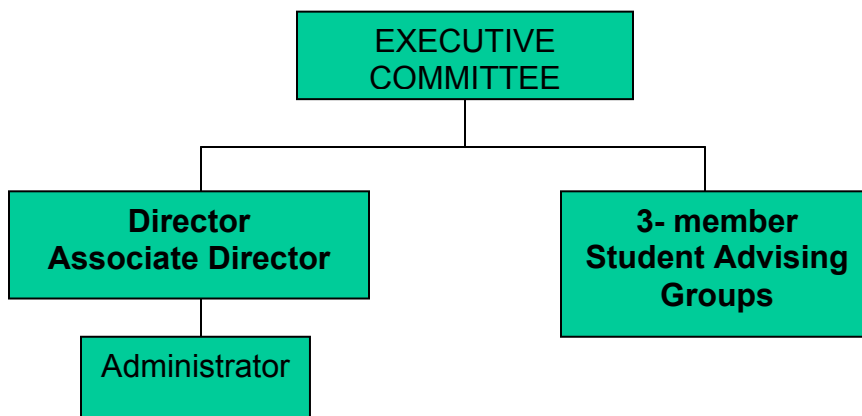 EXECUTIVE
COMMITTEE
Director
Associate Director
3- member
Student Advising
Groups
Administrator